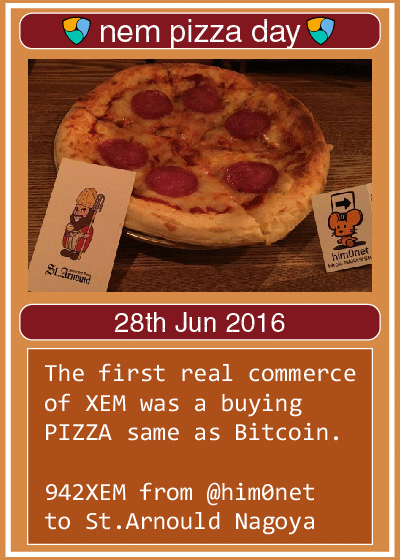 nem pizza day
St.Arnould
him0net
28th Jun 2016
The first real commerce
of XEM was a buying
PIZZA same as Bitcoin.
942XEM from @him0net
to St.Arnould Nagoya